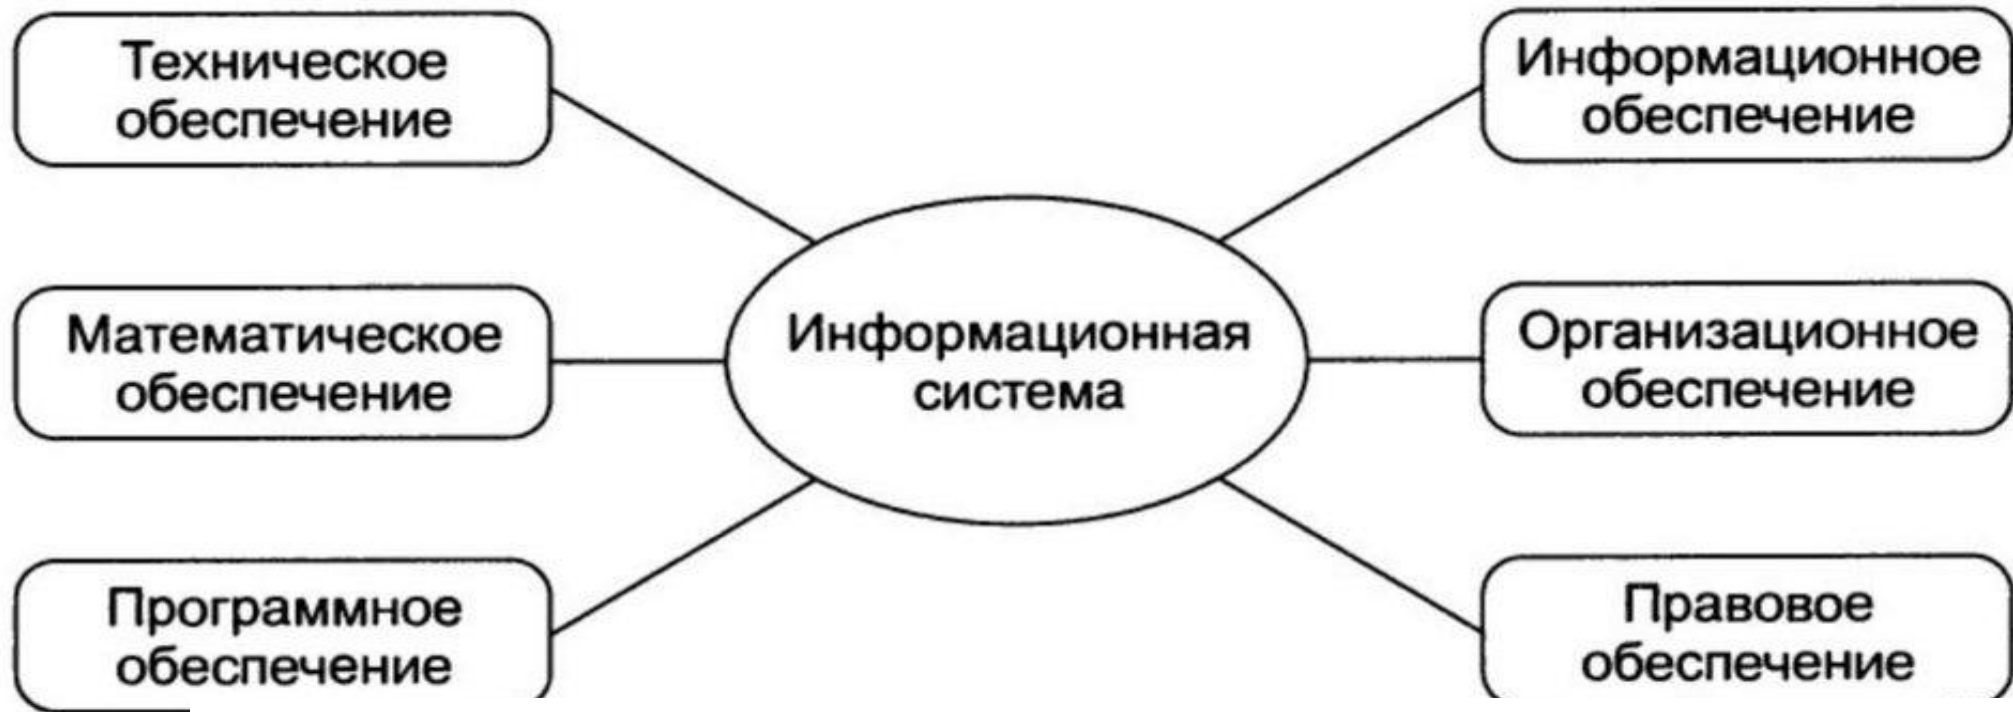 Техническое
обеспечение
Математическое
обеспечение
Программное
обеспечение
Информационная
система
Информационное
обеспечение
Организационное
обеспечение
Правовое
обеспечение